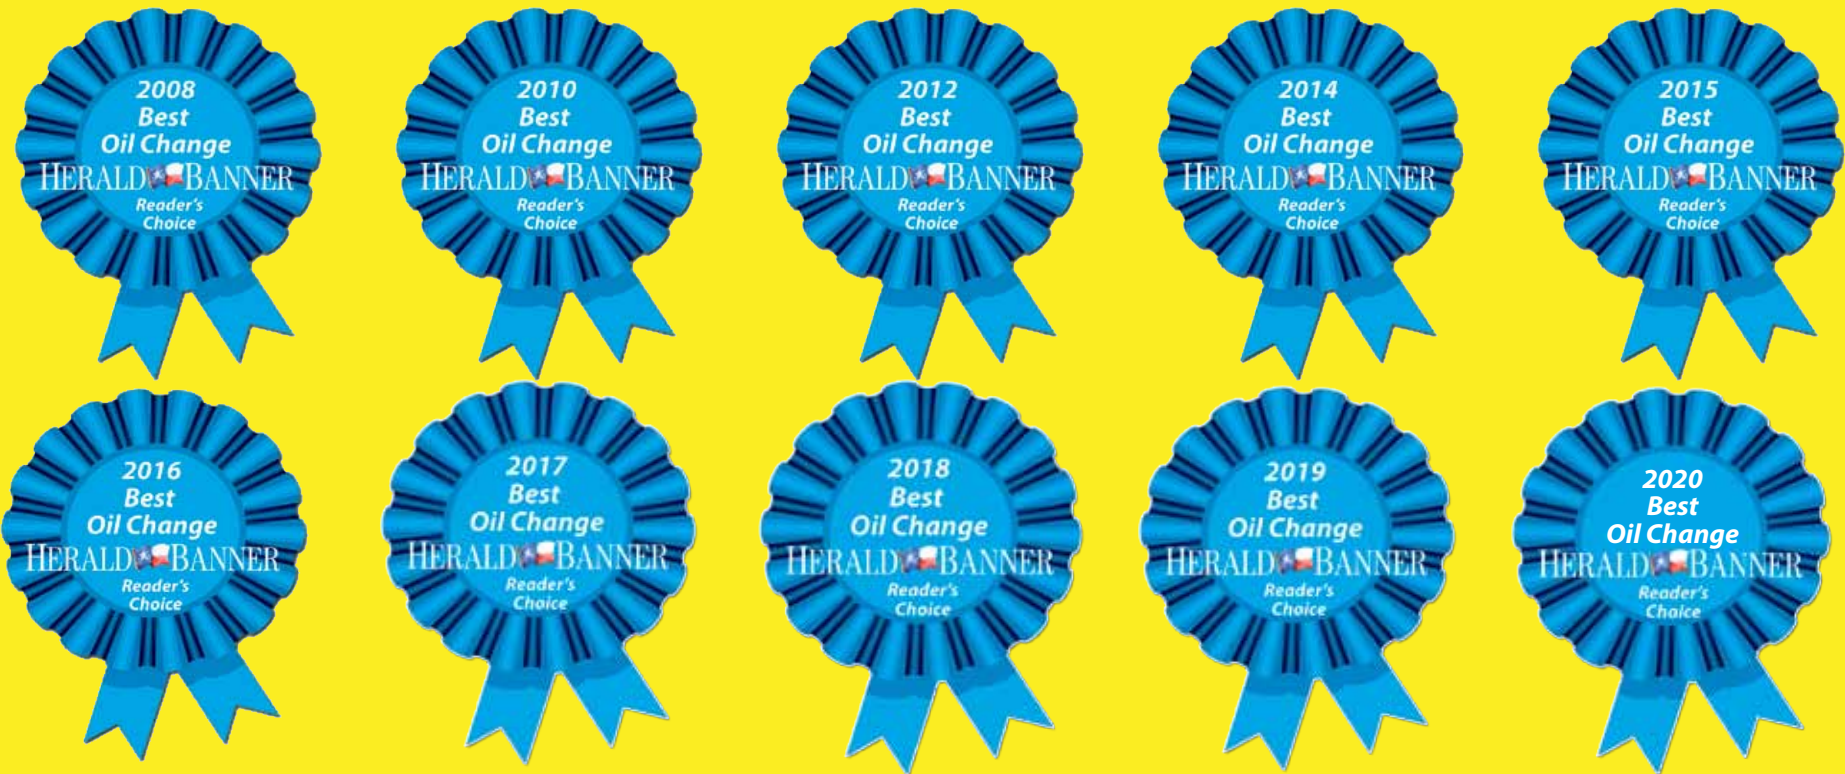 2008
Best
Oil Change
HERALD BANNER
Reader's
Choice
2010
Best
Oil Change
HERALD BANNER
Reader's
Choice
2012
Best
Oil Change
HERALD BANNER
Reader's
Choice
2014
Best
Oil Change
HERALD BANNER
Reader's
Choice
2015
Best
Oil Change
HERALD BANNER
Reader's
Choice
2016
Best
Oil Change
HERALD BANNER
Reader's
Choice
2017
Best
Oil Change
HERALD BANNER
Reader's
Choice
2018
Best
Oil Change
HERALD BANNER
Reader's
Choice
2019
Best
Oil Change
HERALD BANNER
Reader's
Choice
2020
Best
Oil Change
HERALD BANNER
Reader's
Choice